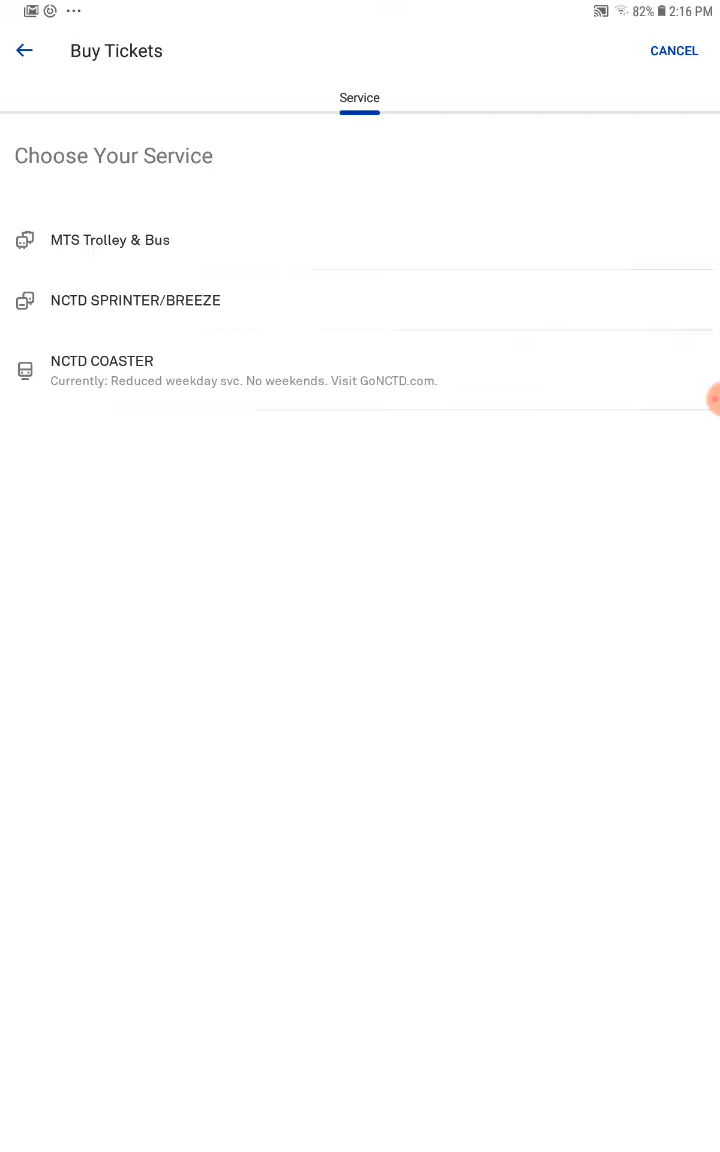 82% 2:16 PM
Buy Tickets
CANCEL
Service
Choose Your Service
MTS Trolley & Bus
NCTD SPRINTER/BREEZE
NCTD COASTER
Currently: Reduced weekday svc. No weekends. Visit GoNCTD.com.